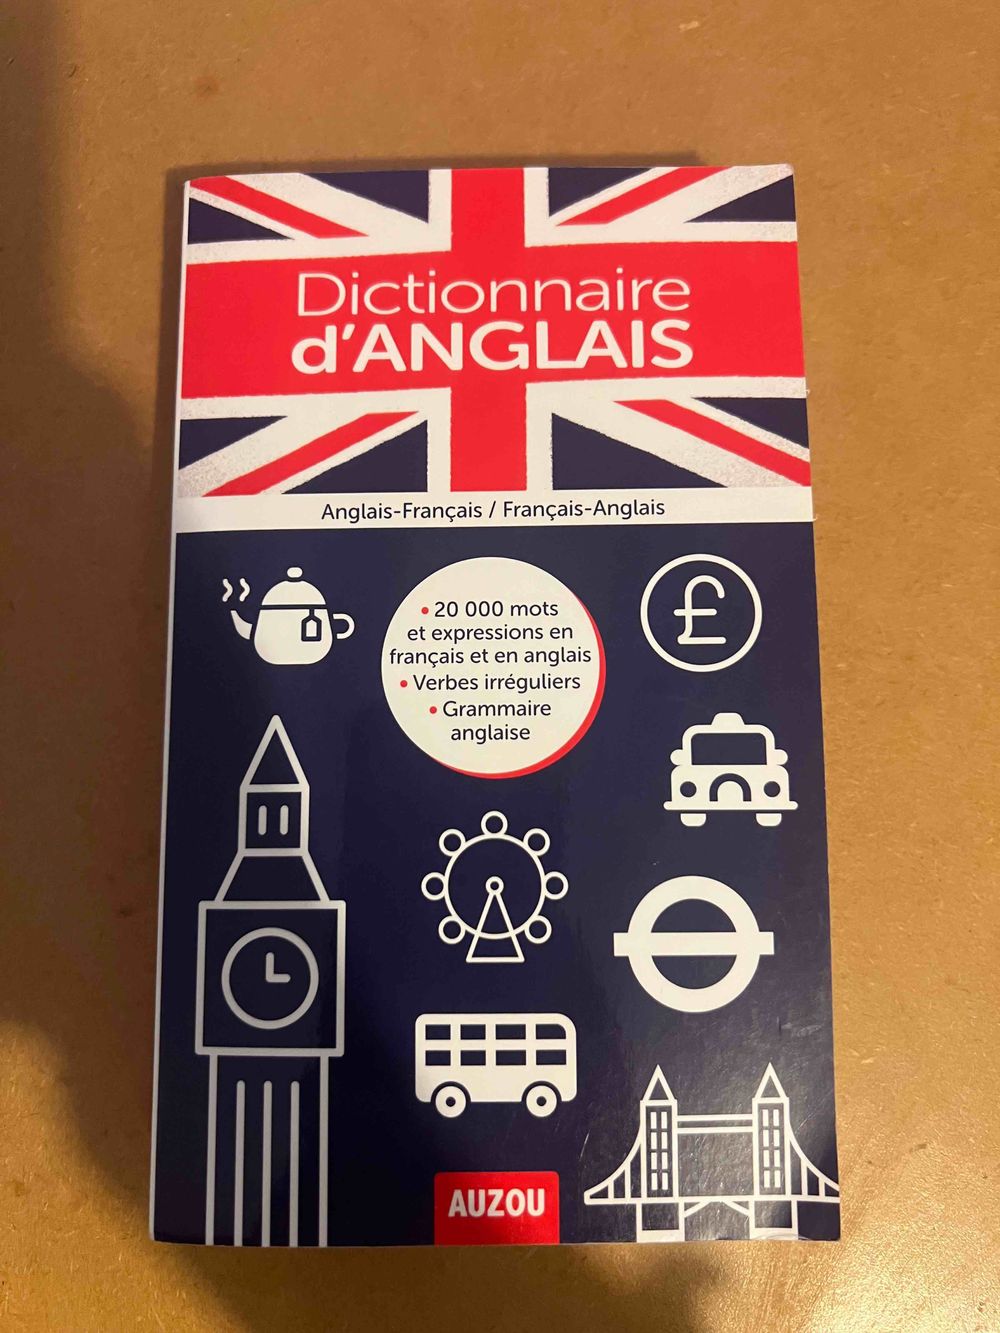 Dictionnaire
d'ANGLAIS
Anglais-Français / Français-Anglais
• 20 000 mots
et expressions en
français et en anglais
• Verbes irréguliers
• Grammaire
anglaise
£
AUZOU